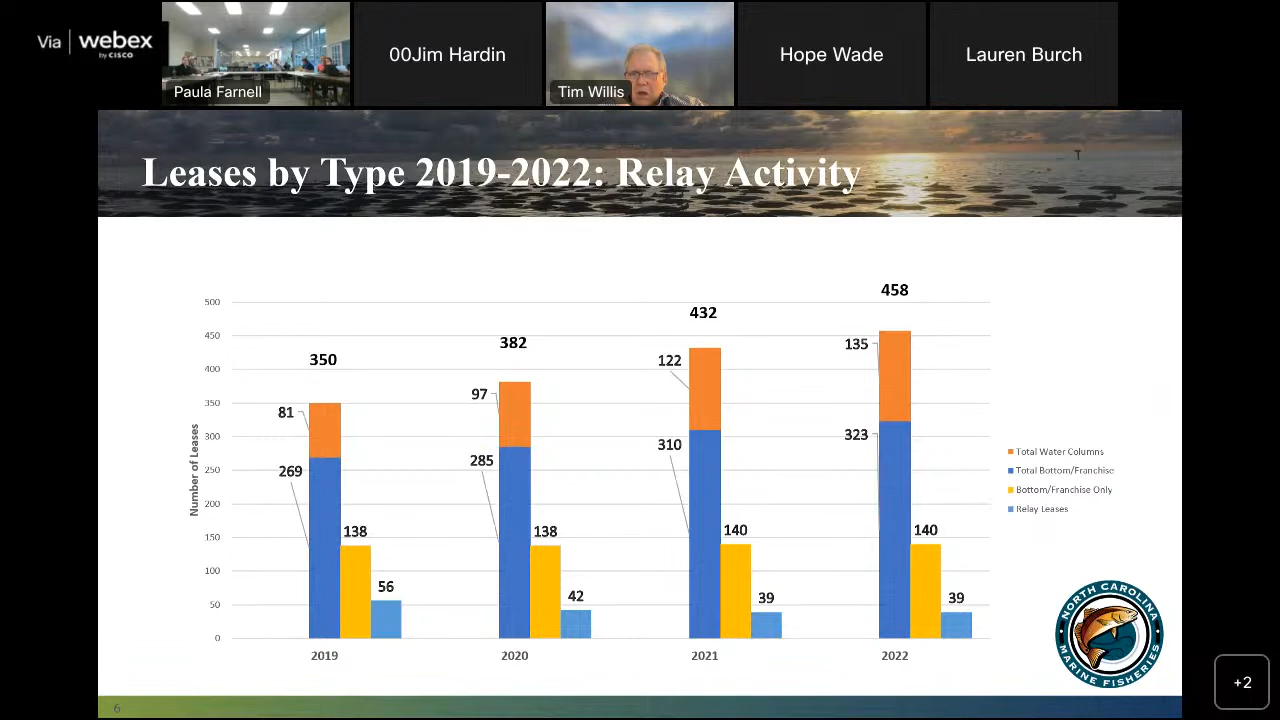 Via webex
by CISCO
Paula Farnell
00Jim Hardin
Tim Willis
Hope Wade
Lauren Burch
Leases by Type 2019-2022: Relay Activity
Number of Leases
500
450
400
350
300
250
200
150
100
50
0
350
81
269
138
56
2019
382
97
285
138
42
2020
432
122
310
140
39
2021
458
135
323
140
39
2022
Total Water Columns
Total Bottom/Franchise
Bottom/Franchise Only
Relay Leases
NORTH CAROLINA
MARINE FISHERIES
6
+2